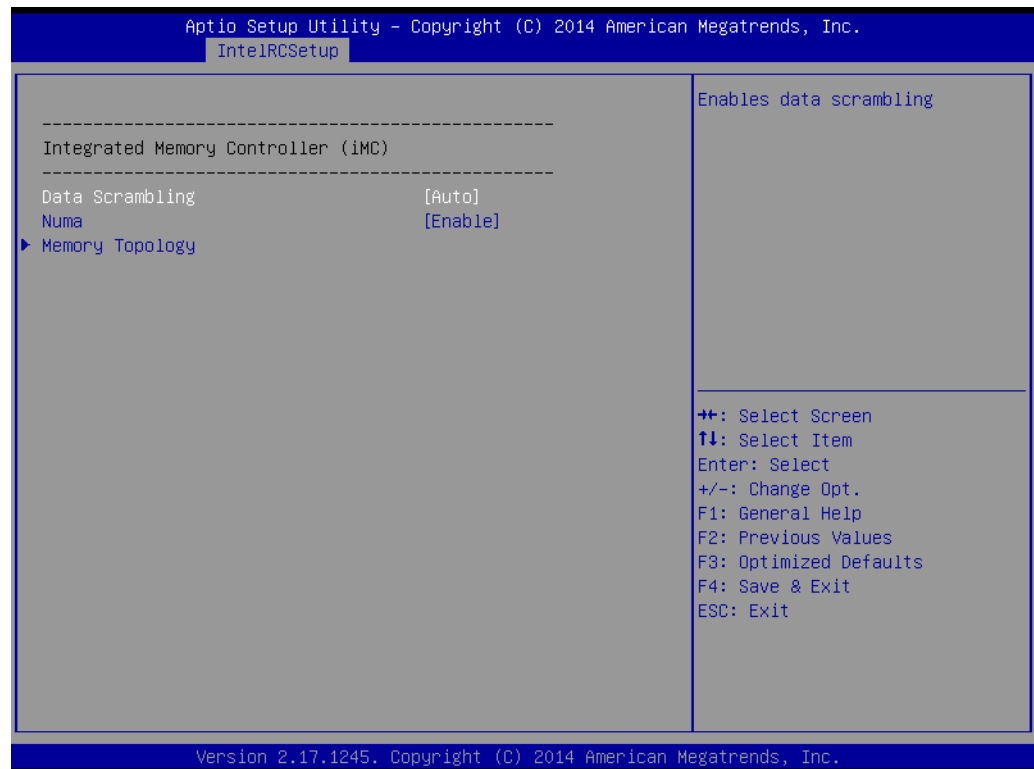 Aptio Setup Utility – Copyright (C) 2014 American Megatrends, Inc.
IntelRCSetup
--------------------------------------------------
Integrated Memory Controller (iMC)
--------------------------------------------------
Data Scrambling [Auto]
Numa [Enable]
▶ Memory Topology
Enables data scrambling
→←: Select Screen
↑↓: Select Item
Enter: Select
+/-: Change Opt.
F1: General Help
F2: Previous Values
F3: Optimized Defaults
F4: Save & Exit
ESC: Exit
Version 2.17.1245. Copyright (C) 2014 American Megatrends, Inc.